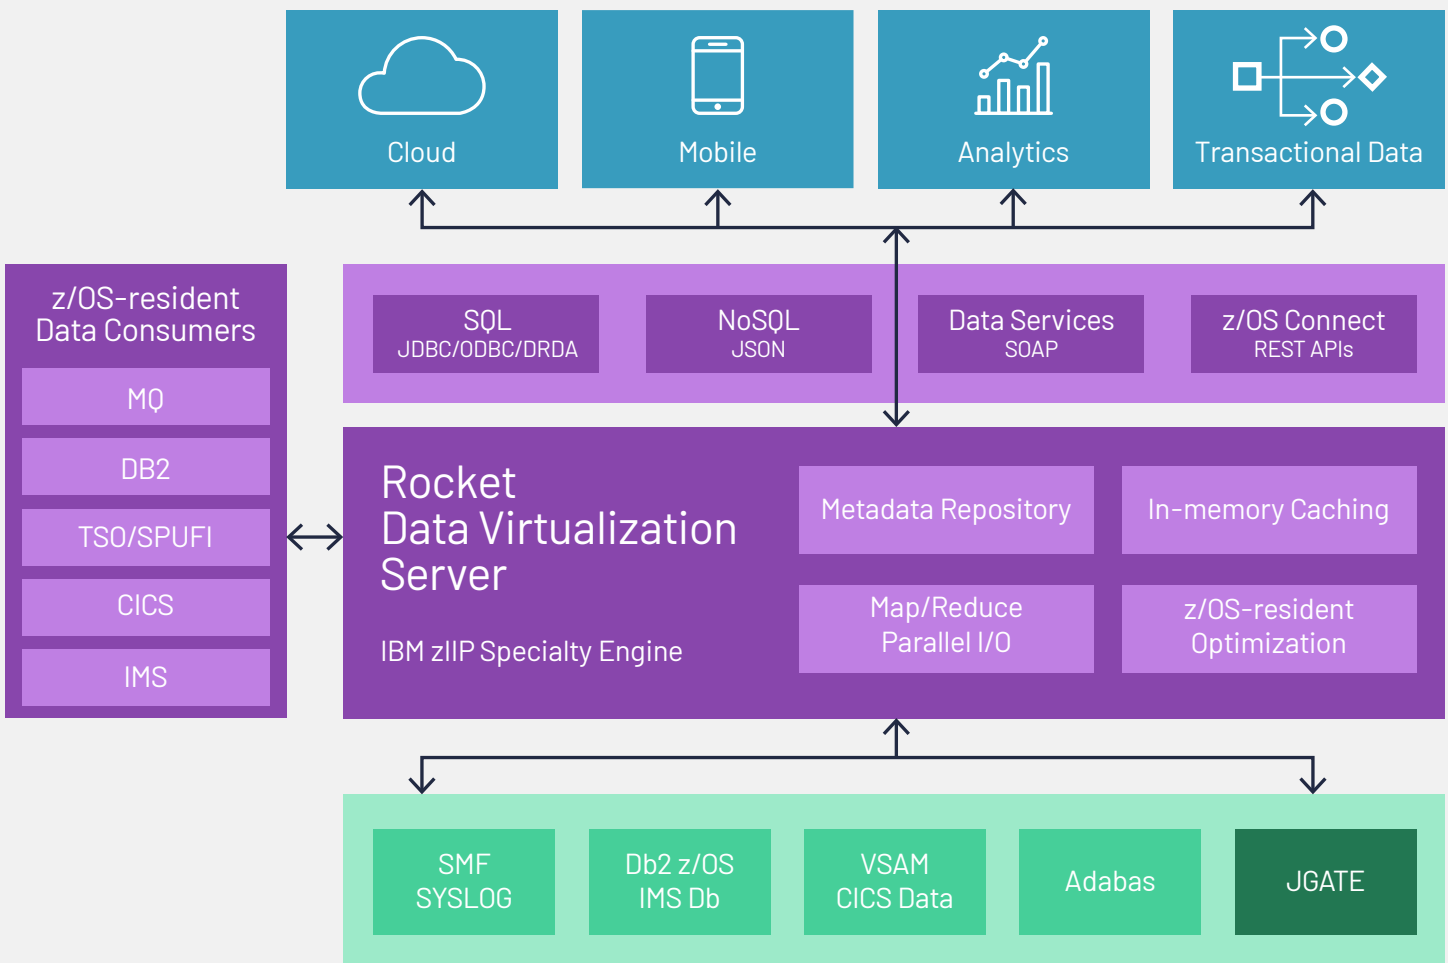 Cloud
Mobile
Analytics
Transactional Data
z/OS-resident
Data Consumers
MQ
DB2
TSO/SPUFI
CICS
IMS
SQL
JDBC/ODBC/DRDA
NoSQL
JSON
Data Services
SOAP
z/OS Connect
REST APIs
Rocket
Data Virtualization
Server
IBM zIIP Specialty Engine
Metadata Repository
In-memory Caching
Map/Reduce
Parallel I/O
z/OS-resident
Optimization
SMF
SYSLOG
Db2 z/OS
IMS Db
VSAM
CICS Data
Adabas
JGATE